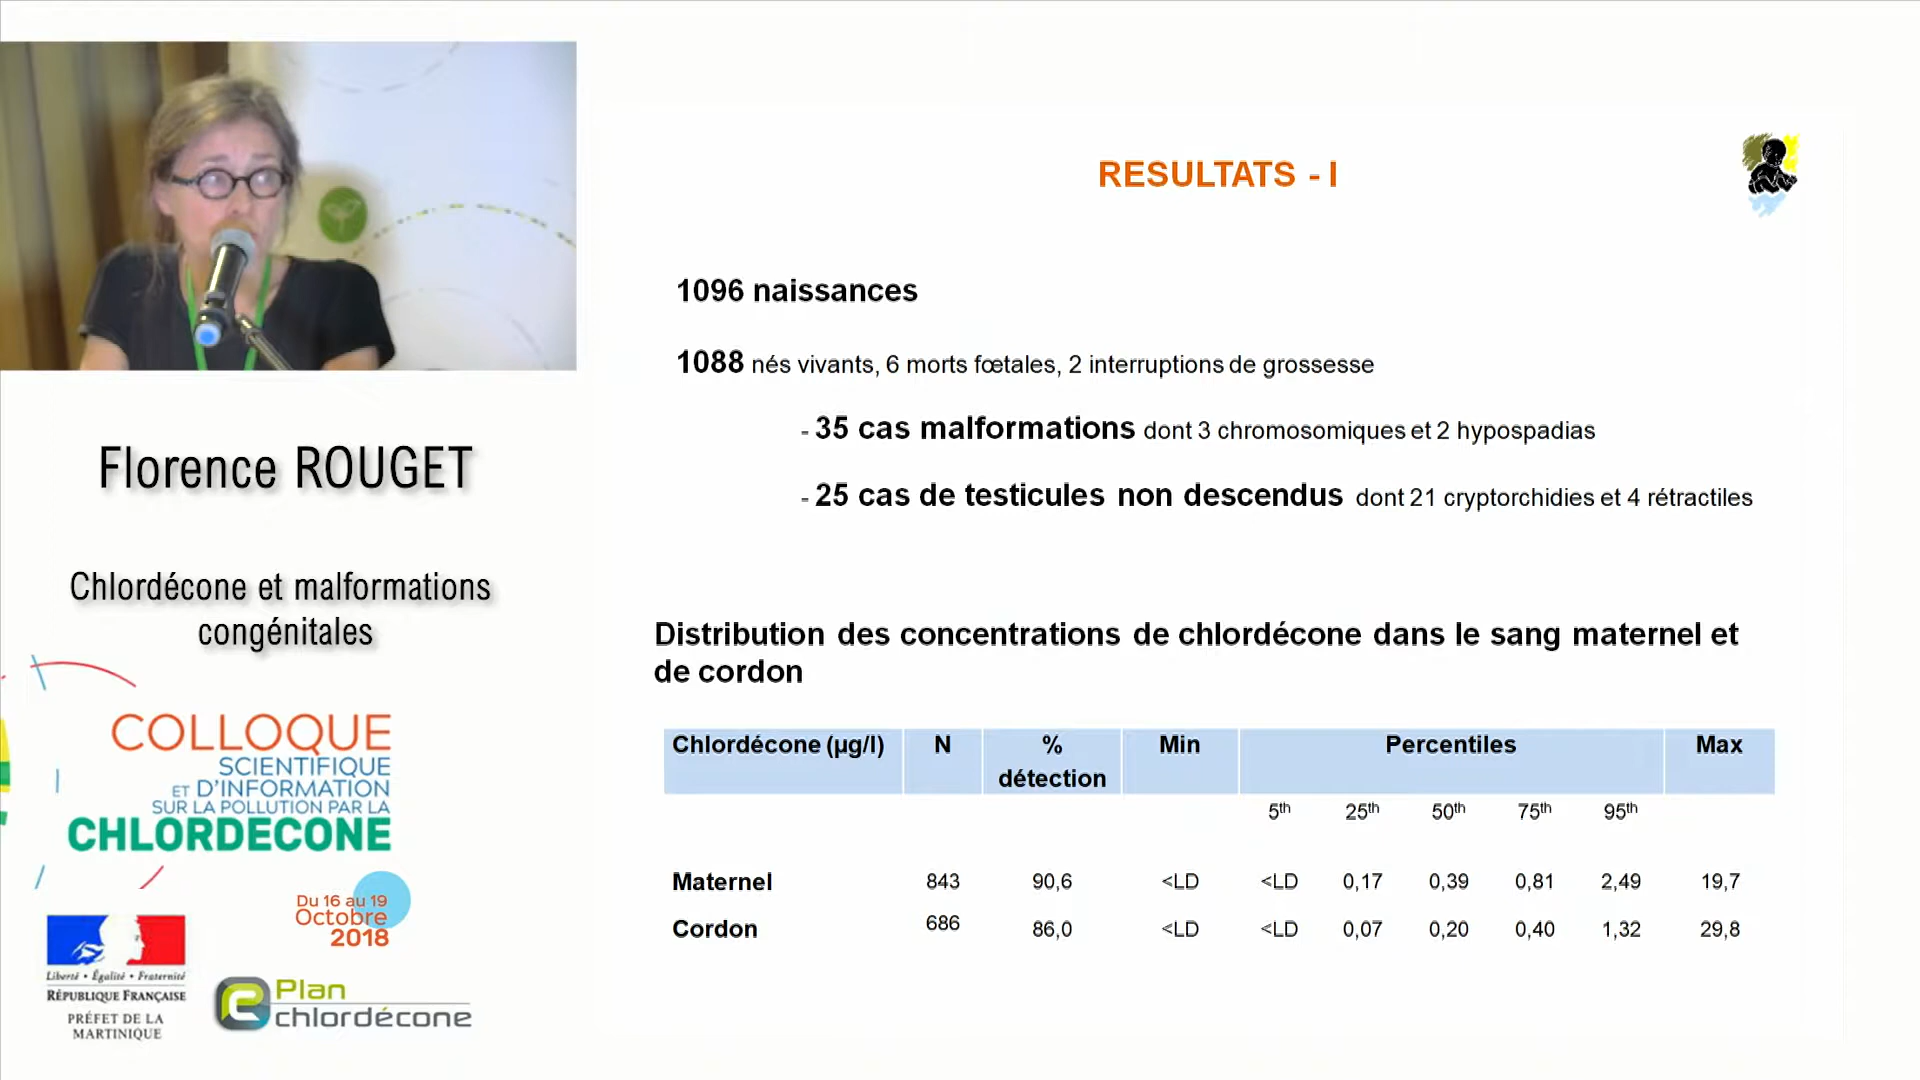 RESULTATS - I
1096 naissances
1088 nés vivants, 6 morts fœtales, 2 interruptions de grossesse
- 35 cas malformations dont 3 chromosomiques et 2 hypospadias
- 25 cas de testicules non descendus dont 21 cryptorchidies et 4 rétractiles
Distribution des concentrations de chlordécone dans le sang maternel et
de cordon
Chlordécone (µg/l) N % détection Min Percentiles Max
5th 25th 50th 75th 95th
Maternel 843 90,6 <LD <LD 0,17 0,39 0,81 2,49 19,7
Cordon 686 86,0 <LD <LD 0,07 0,20 0,40 1,32 29,8
Florence ROUGET
Chlordécone et malformations
congénitales
COLLOQUE
SCIENTIFIQUE
ET D'INFORMATION
SUR LA POLLUTION PAR LA
CHLORDECONE
Du 16 au 19
Octobre
2018
Liberté • Égalité • Fraternité
RÉPUBLIQUE FRANÇAISE
PRÉFET DE LA
MARTINIQUE
Plan
chlordécone